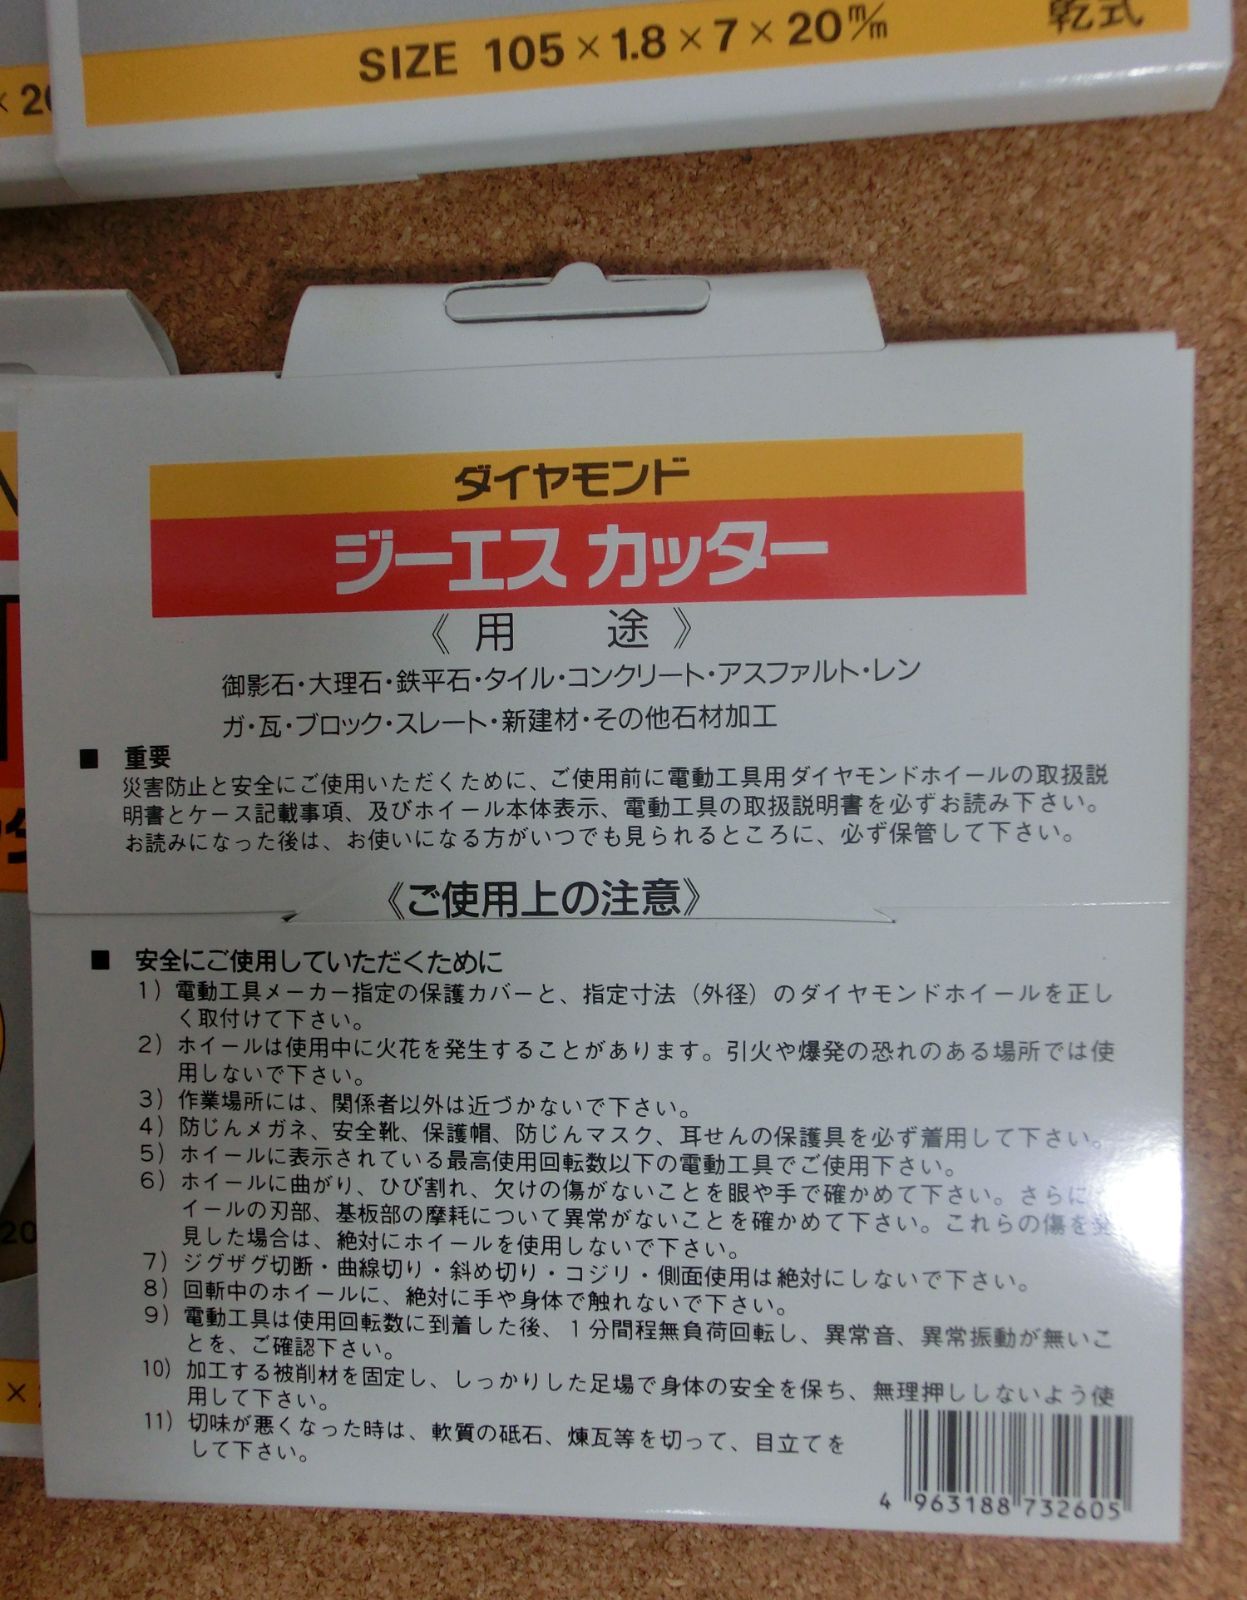 SIZE 105×1.8×7×20m/m 乾式
×20
ダイヤモンド
ジーエス カッター
《用 途》
御影石・大理石・鉄平石・タイル・コンクリート・アスファルト・レン
ガ・瓦・ブロック・スレート・新建材・その他石材加工
■ 重要
災害防止と安全にご使用いただくために、ご使用前に電動工具用ダイヤモンドホイールの取扱説
明書とケース記載事項、及びホイール本体表示、電動工具の取扱説明書を必ずお読み下さい。
お読みになった後は、お使いになる方がいつでも見られるところに、必ず保管して下さい。
《ご使用上の注意》
■ 安全にご使用していただくために
1) 電動工具メーカー指定の保護カバーと、指定寸法（外径）のダイヤモンドホイールを正し
く取付けて下さい。
2) ホイールは使用中に火花を発生することがあります。引火や爆発の恐れのある場所では使
用しないで下さい。
3) 作業場所には、関係者以外は近づかないで下さい。
4) 防じんメガネ、安全靴、保護帽、防じんマスク、耳せんの保護具を必ず着用して下さい。
5) ホイールに表示されている最高使用回転数以下の電動工具でご使用下さい。
6) ホイールに曲がり、ひび割れ、欠けの傷がないことを眼や手で確かめて下さい。さらに
イールの刃部、基板部の摩耗について異常がないことを確かめて下さい。これらの傷を発
見した場合は、絶対にホイールを使用しないで下さい。
7) ジグザグ切断・曲線切り・斜め切り・コジリ・側面使用は絶対にしないで下さい。
8) 回斬中のホイールに、絶対に手や身体で触れないで下さい。
9) 電動工具は使用回転数に到着した後、1分間程無負荷回転し、異常音、異常振動が無いこ
とを、ご確認下さい。
10) 加工する被削材を固定し、しっかりした足場で身体の安全を保ち、無理押ししないよう使
用して下さい。
11) 切味が悪くなった時は、軟質の砥石、煉瓦等を切って、目立てを
して下さい。
4 963188 732605
20
×